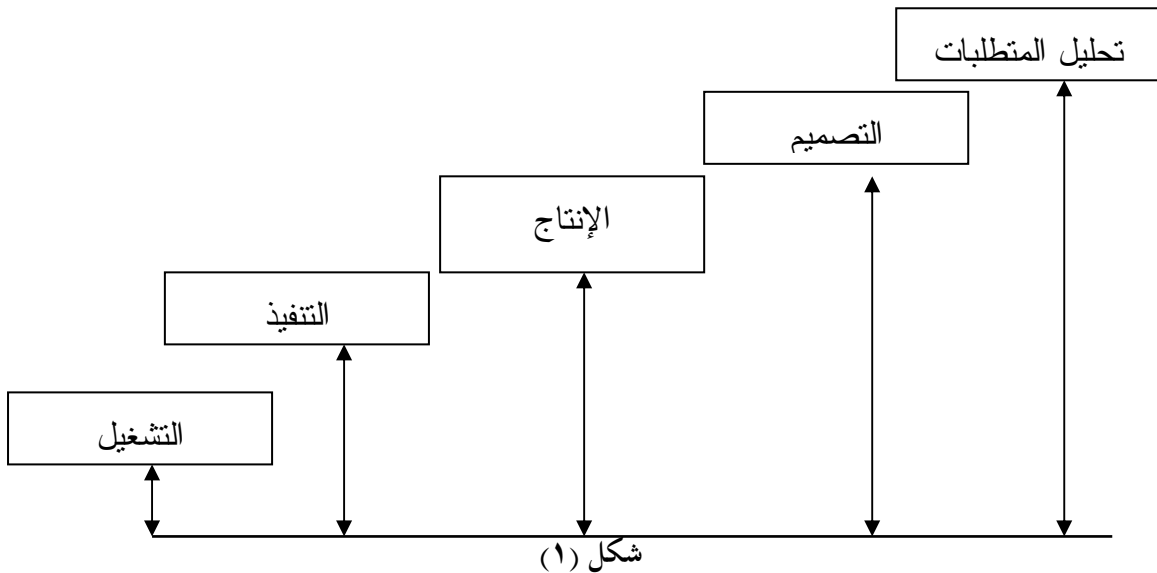 تحليل المتطلبات
التصميم
الإنتاج
التنفيذ
التشغيل
شكل (١)